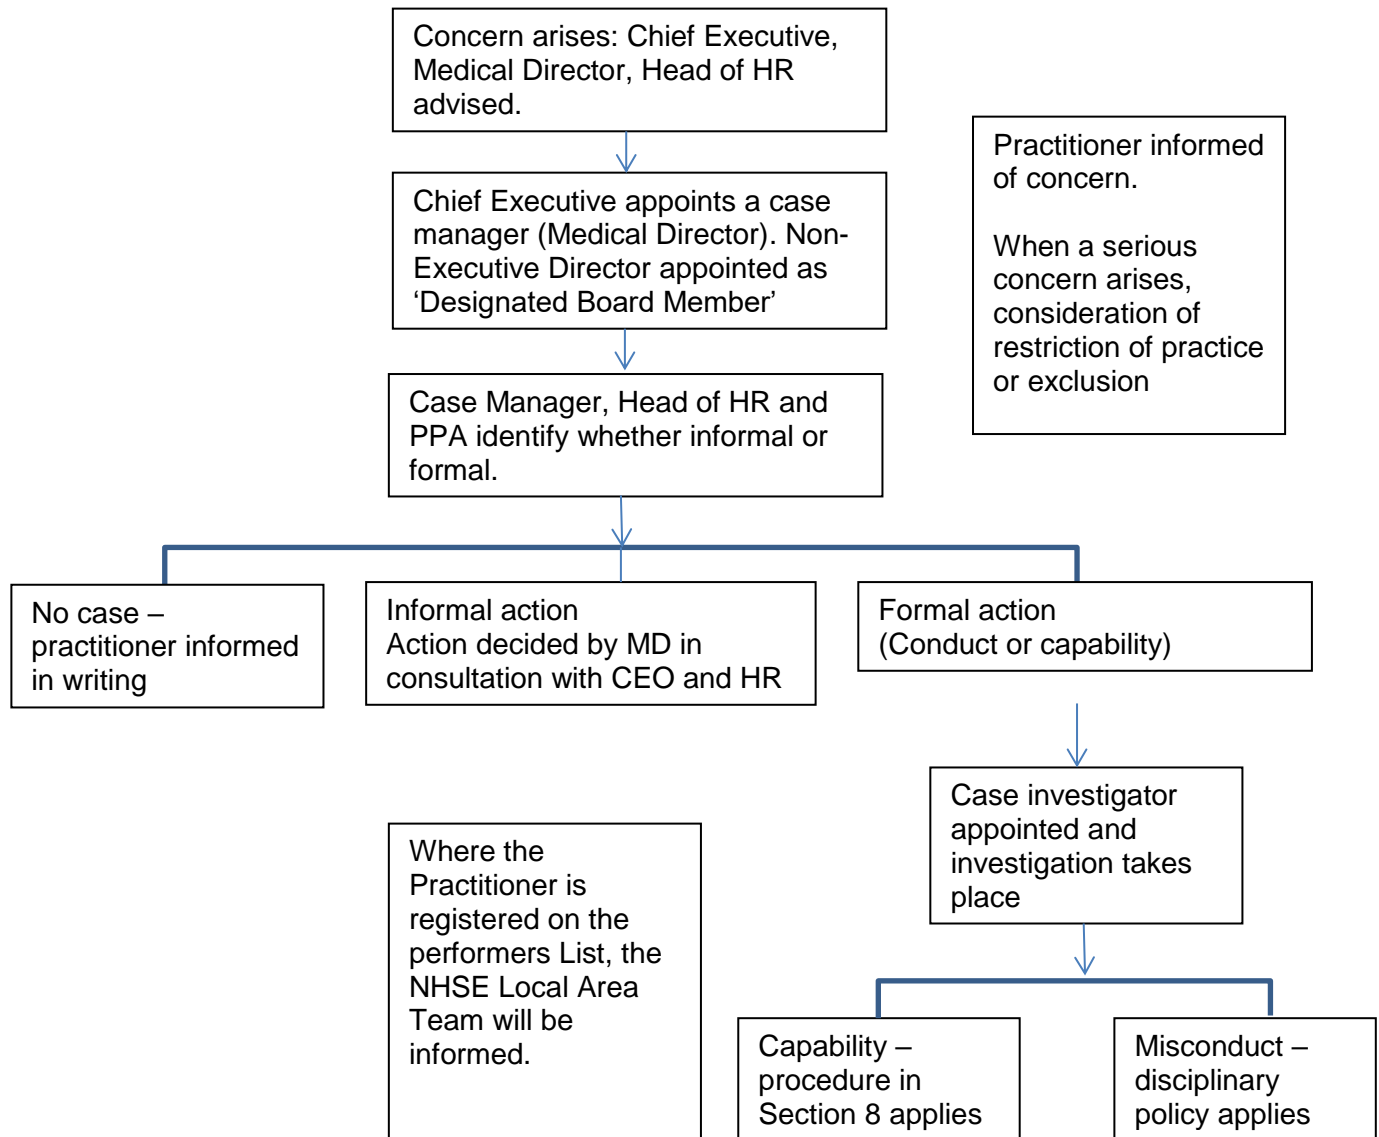 Concern arises: Chief Executive,
Medical Director, Head of HR
advised.
Practitioner informed
of concern.
When a serious
concern arises,
consideration of
restriction of practice
or exclusion
Chief Executive appoints a case
manager (Medical Director). Non-
Executive Director appointed as
‘Designated Board Member’
Case Manager, Head of HR and
PPA identify whether informal or
formal.
No case –
practitioner informed
in writing
Informal action
Action decided by MD in
consultation with CEO and HR
Formal action
(Conduct or capability)
Case investigator
appointed and
investigation takes
place
Where the
Practitioner is
registered on the
performers List, the
NHSE Local Area
Team will be
informed.
Capability –
procedure in
Section 8 applies
Misconduct –
disciplinary
policy applies